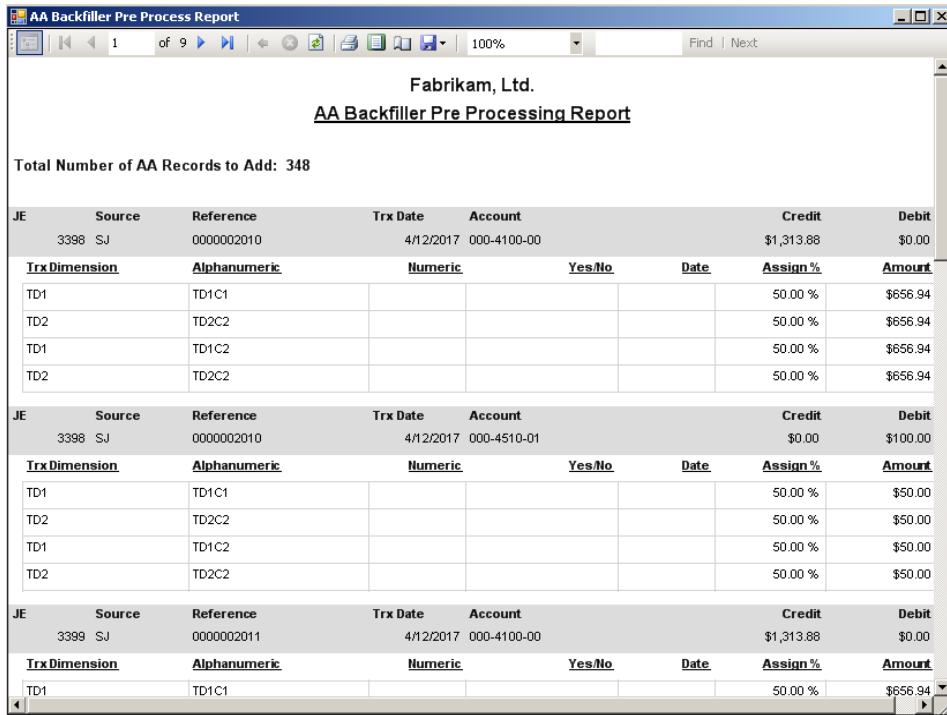 AA Backfiller Pre Process Report
1 of 9 100% Find | Next
Fabrikam, Ltd.
AA Backfiller Pre Processing Report
Total Number of AA Records to Add: 348
JE Source Reference Trx Date Account Credit Debit
3398 SJ 0000002010 4/12/2017 000-4100-00 $1,313.88 $0.00
Trx Dimension Alphanumeric Numeric Yes/No Date Assign % Amount
TD1 TD1C1 50.00 % $656.94
TD2 TD2C2 50.00 % $656.94
TD1 TD1C2 50.00 % $656.94
TD2 TD2C2 50.00 % $656.94
JE Source Reference Trx Date Account Credit Debit
3398 SJ 0000002010 4/12/2017 000-4510-01 $0.00 $100.00
Trx Dimension Alphanumeric Numeric Yes/No Date Assign % Amount
TD1 TD1C1 50.00 % $50.00
TD2 TD2C2 50.00 % $50.00
TD1 TD1C2 50.00 % $50.00
TD2 TD2C2 50.00 % $50.00
JE Source Reference Trx Date Account Credit Debit
3399 SJ 0000002011 4/12/2017 000-4100-00 $1,313.88 $0.00
Trx Dimension Alphanumeric Numeric Yes/No Date Assign % Amount
TD1 TD1C1 50.00 % $656.94